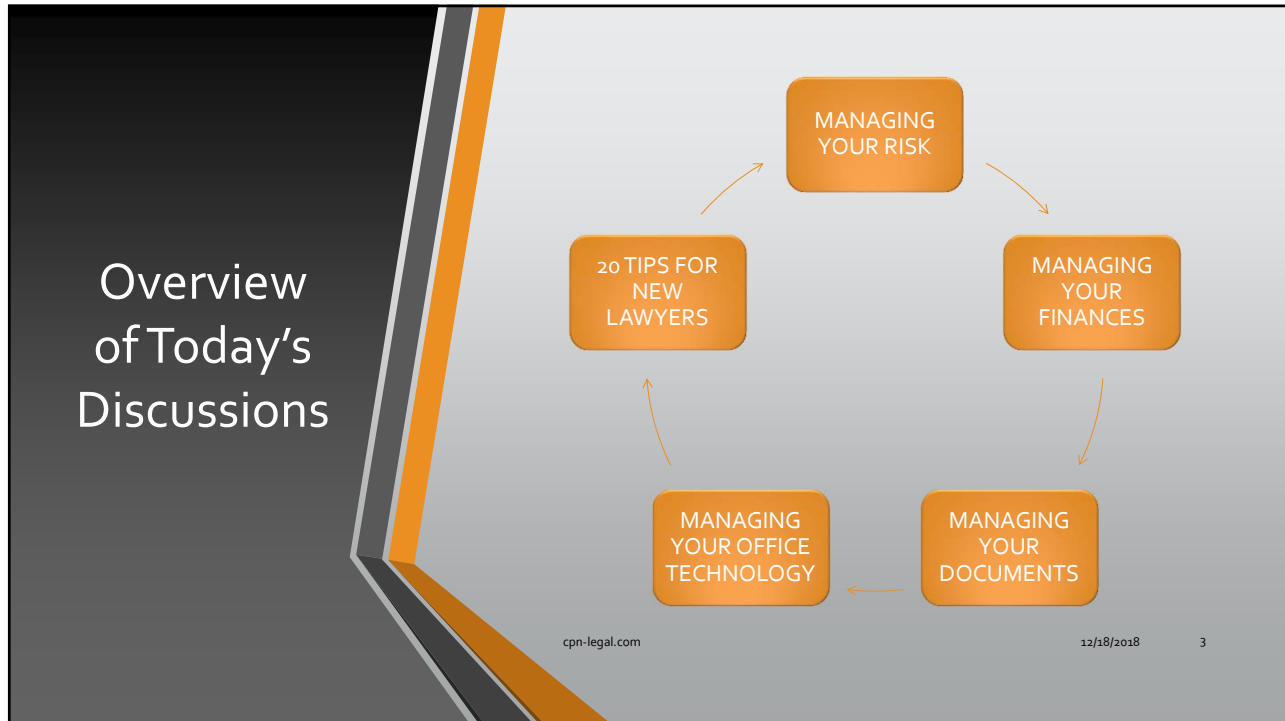 Overview
of Today’s
Discussions
MANAGING
YOUR RISK
MANAGING
YOUR
FINANCES
MANAGING
YOUR
DOCUMENTS
MANAGING
YOUR OFFICE
TECHNOLOGY
20 TIPS FOR
NEW
LAWYERS
cpn-legal.com
12/18/2018
3